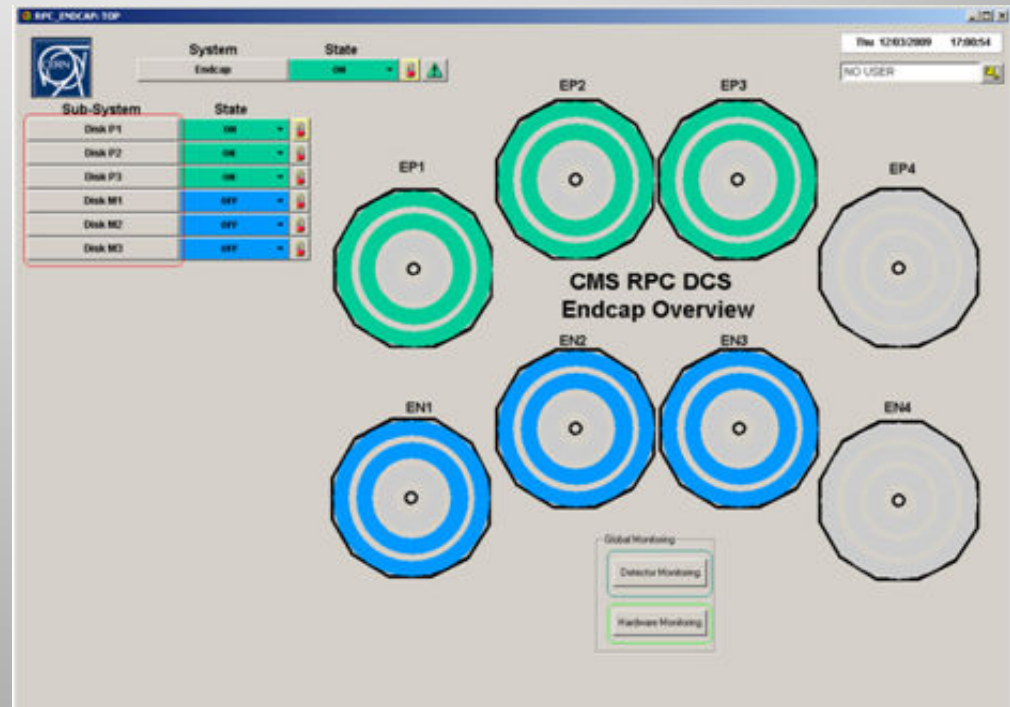 RPC_ENDCAP: TOP
CERN
System State
Endcap ON
Thu 12/03/2009 17:00:54
NO USER
Sub-System State
Disk P1 ON
Disk P2 ON
Disk P3 ON
Disk M1 OFF
Disk M2 OFF
Disk M3 OFF
EP1
EP2
EP3
EP4
CMS RPC DCS
Endcap Overview
EN1
EN2
EN3
EN4
Global Monitoring
Detector Monitoring
Hardware Monitoring